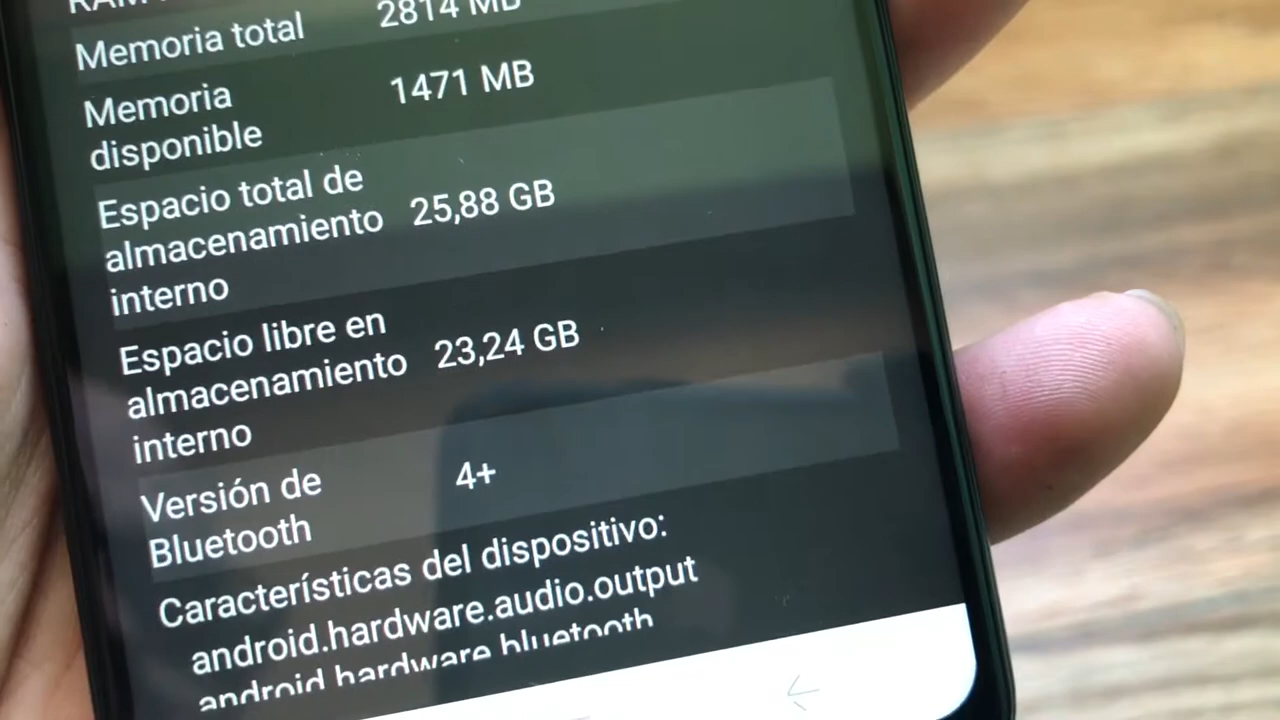 RAM
Memoria total 2814 MB
Memoria
disponible 1471 MB
Espacio total de
almacenamiento 25,88 GB
interno
Espacio libre en
almacenamiento 23,24 GB
interno
Versión de
Bluetooth 4+
Características del dispositivo:
android.hardware.audio.output
android.hardware.bluetooth